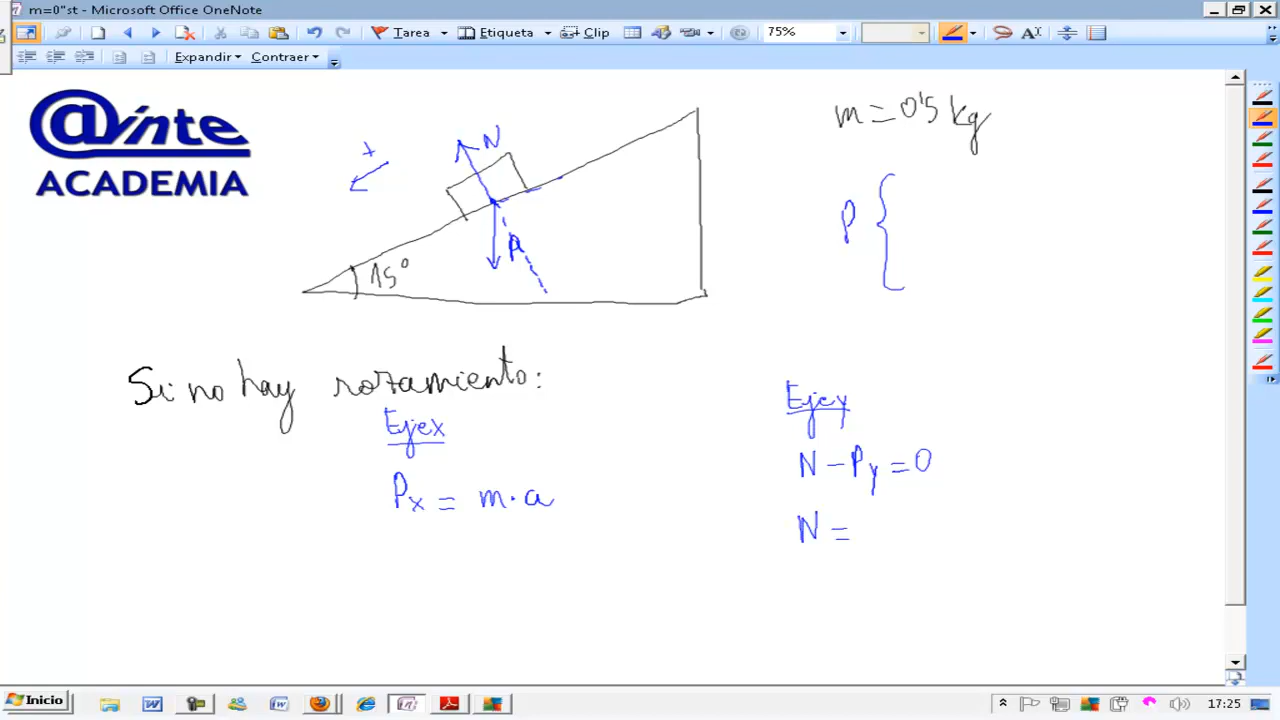 m=0"st - Microsoft Office OneNote
Tarea
Etiqueta
Clip
75%
Expandir
Contraer
@inte
ACADEMIA
m = 0'5 kg
+
N
P
15°
P {
Si no hay rozamiento:
Eje x
Px = m·a
Eje y
N - Py = 0
N =
Inicio
17:25